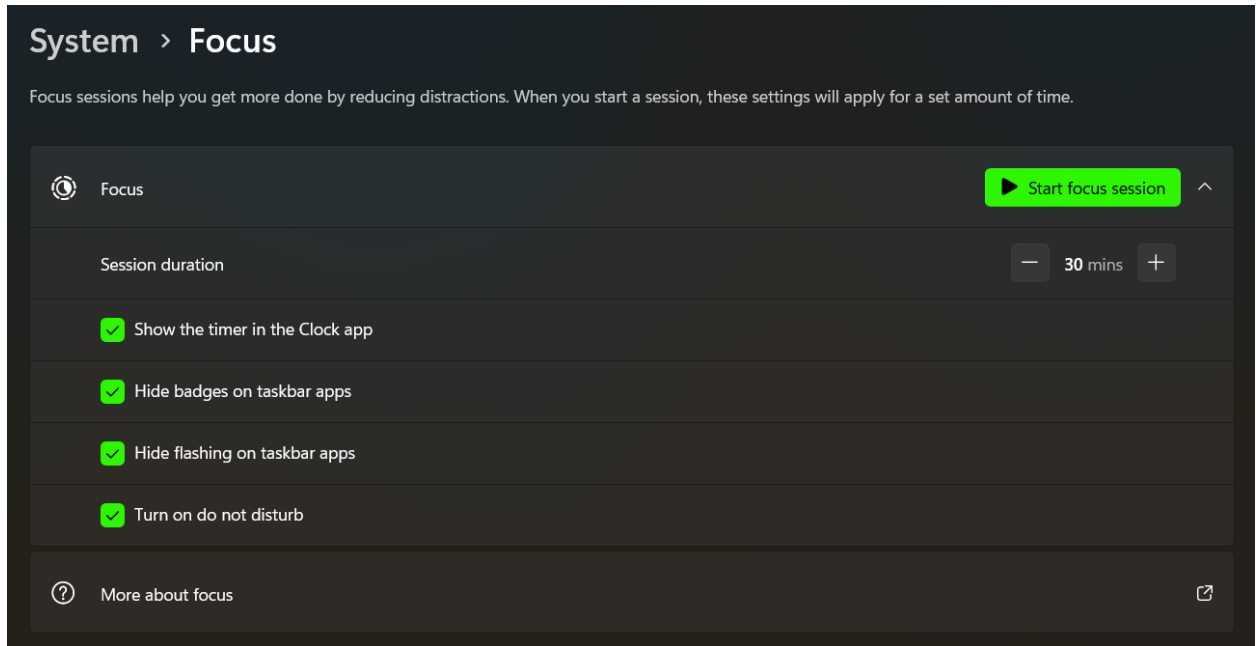 System > Focus
Focus sessions help you get more done by reducing distractions. When you start a session, these settings will apply for a set amount of time.
Focus
Start focus session
Session duration
30 mins
Show the timer in the Clock app
Hide badges on taskbar apps
Hide flashing on taskbar apps
Turn on do not disturb
More about focus